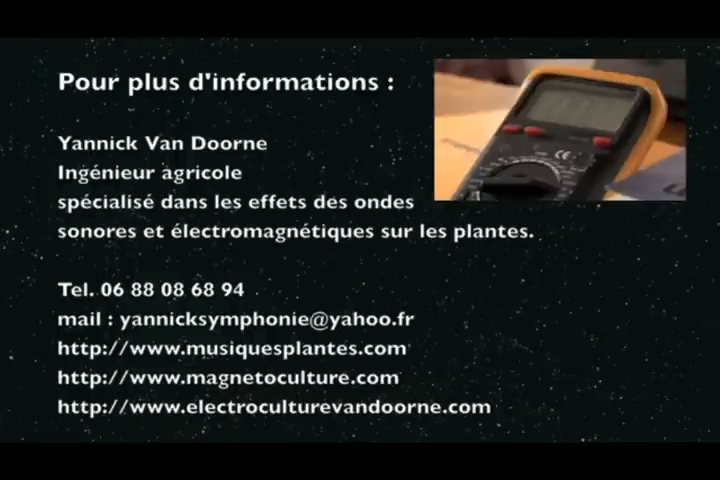 Pour plus d'informations :
Yannick Van Doorne
Ingénieur agricole
spécialisé dans les effets des ondes
sonores et électromagnétiques sur les plantes.
Tel. 06 88 08 68 94
mail : yannicksymphonie@yahoo.fr
http://www.musiquesplantes.com
http://www.magnetoculture.com
http://www.electroculturevandoorne.com
CE